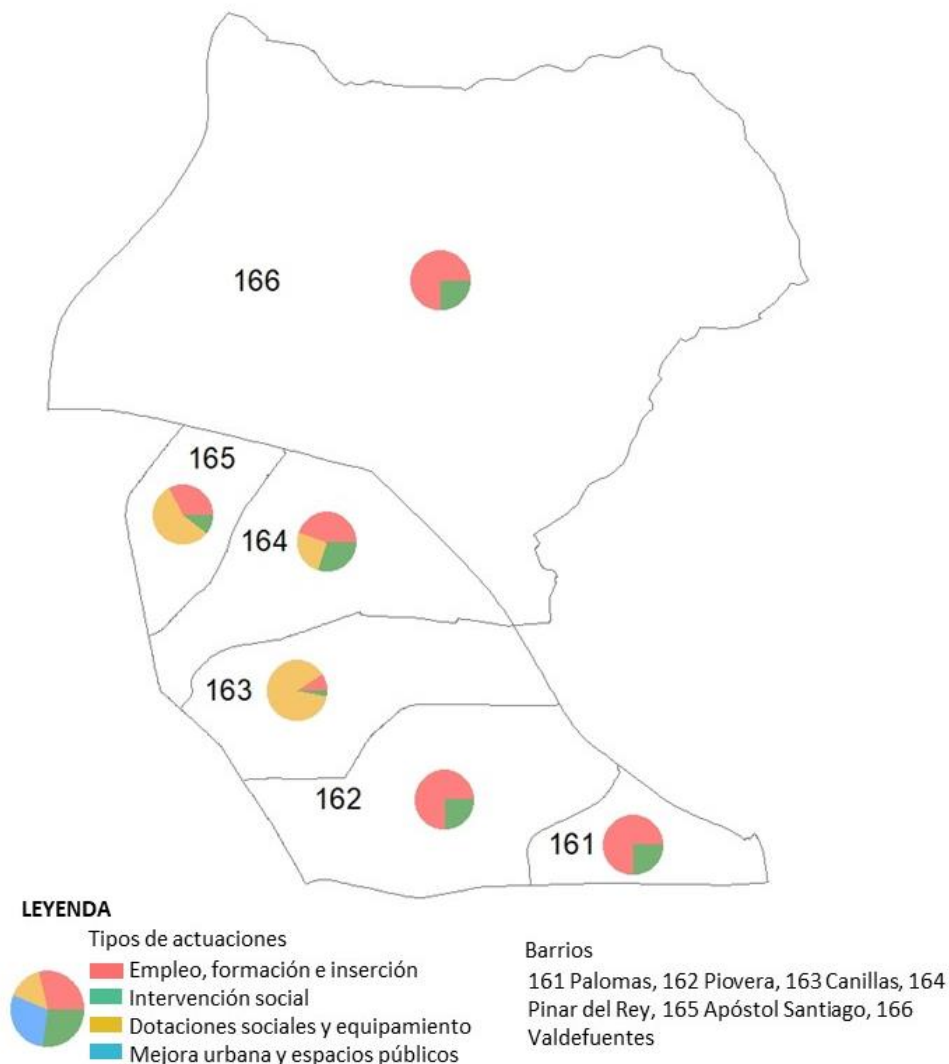 166
165
164
163
162
161
LEYENDA
Tipos de actuaciones
Empleo, formación e inserción
Intervención social
Dotaciones sociales y equipamiento
Mejora urbana y espacios públicos
Barrios
161 Palomas, 162 Piovera, 163 Canillas, 164
Pinar del Rey, 165 Apóstol Santiago, 166
Valdefuentes